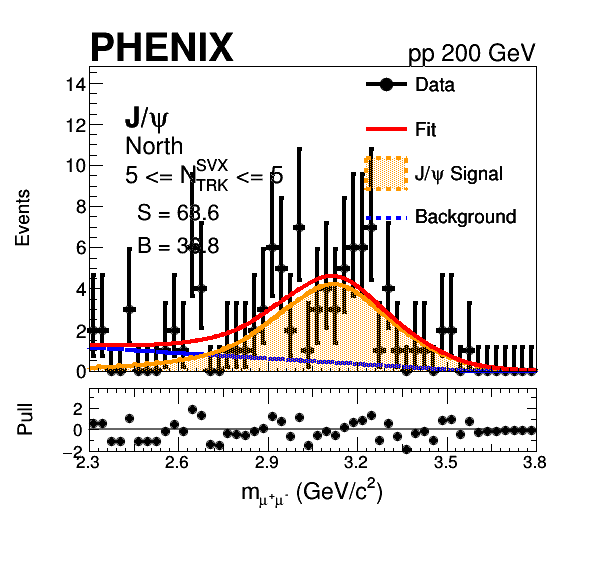 PHENIX pp 200 GeV
14
12
10
8
6
4
2
0
Events
J/ψ
North
5 <= N_TRK^SVX <= 5
S = 63.6
B = 8
Data
Fit
J/ψ Signal
Background
Pull
2
0
−2
2.3 2.6 2.9 3.2 3.5 3.8
m_μ⁺μ⁻ (GeV/c²)